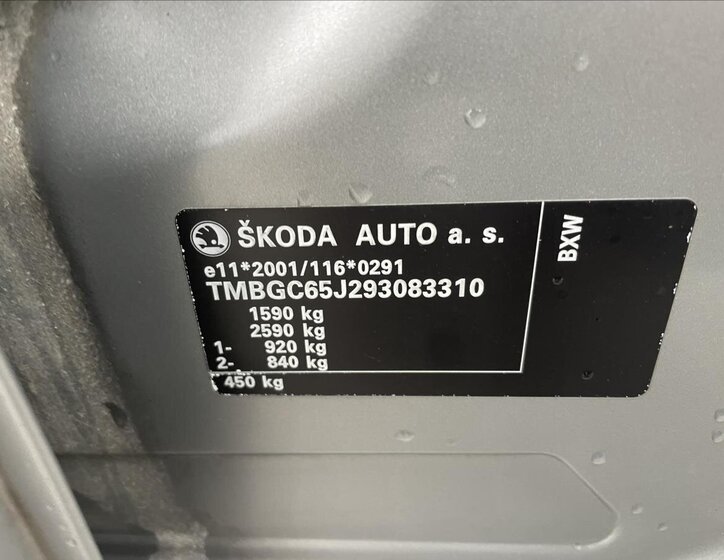 ŠKODA AUTO a. s.
e11*2001/116*0291
TMBGC65J293083310
1590 kg
2590 kg
1- 920 kg
2- 840 kg
450 kg
BXW